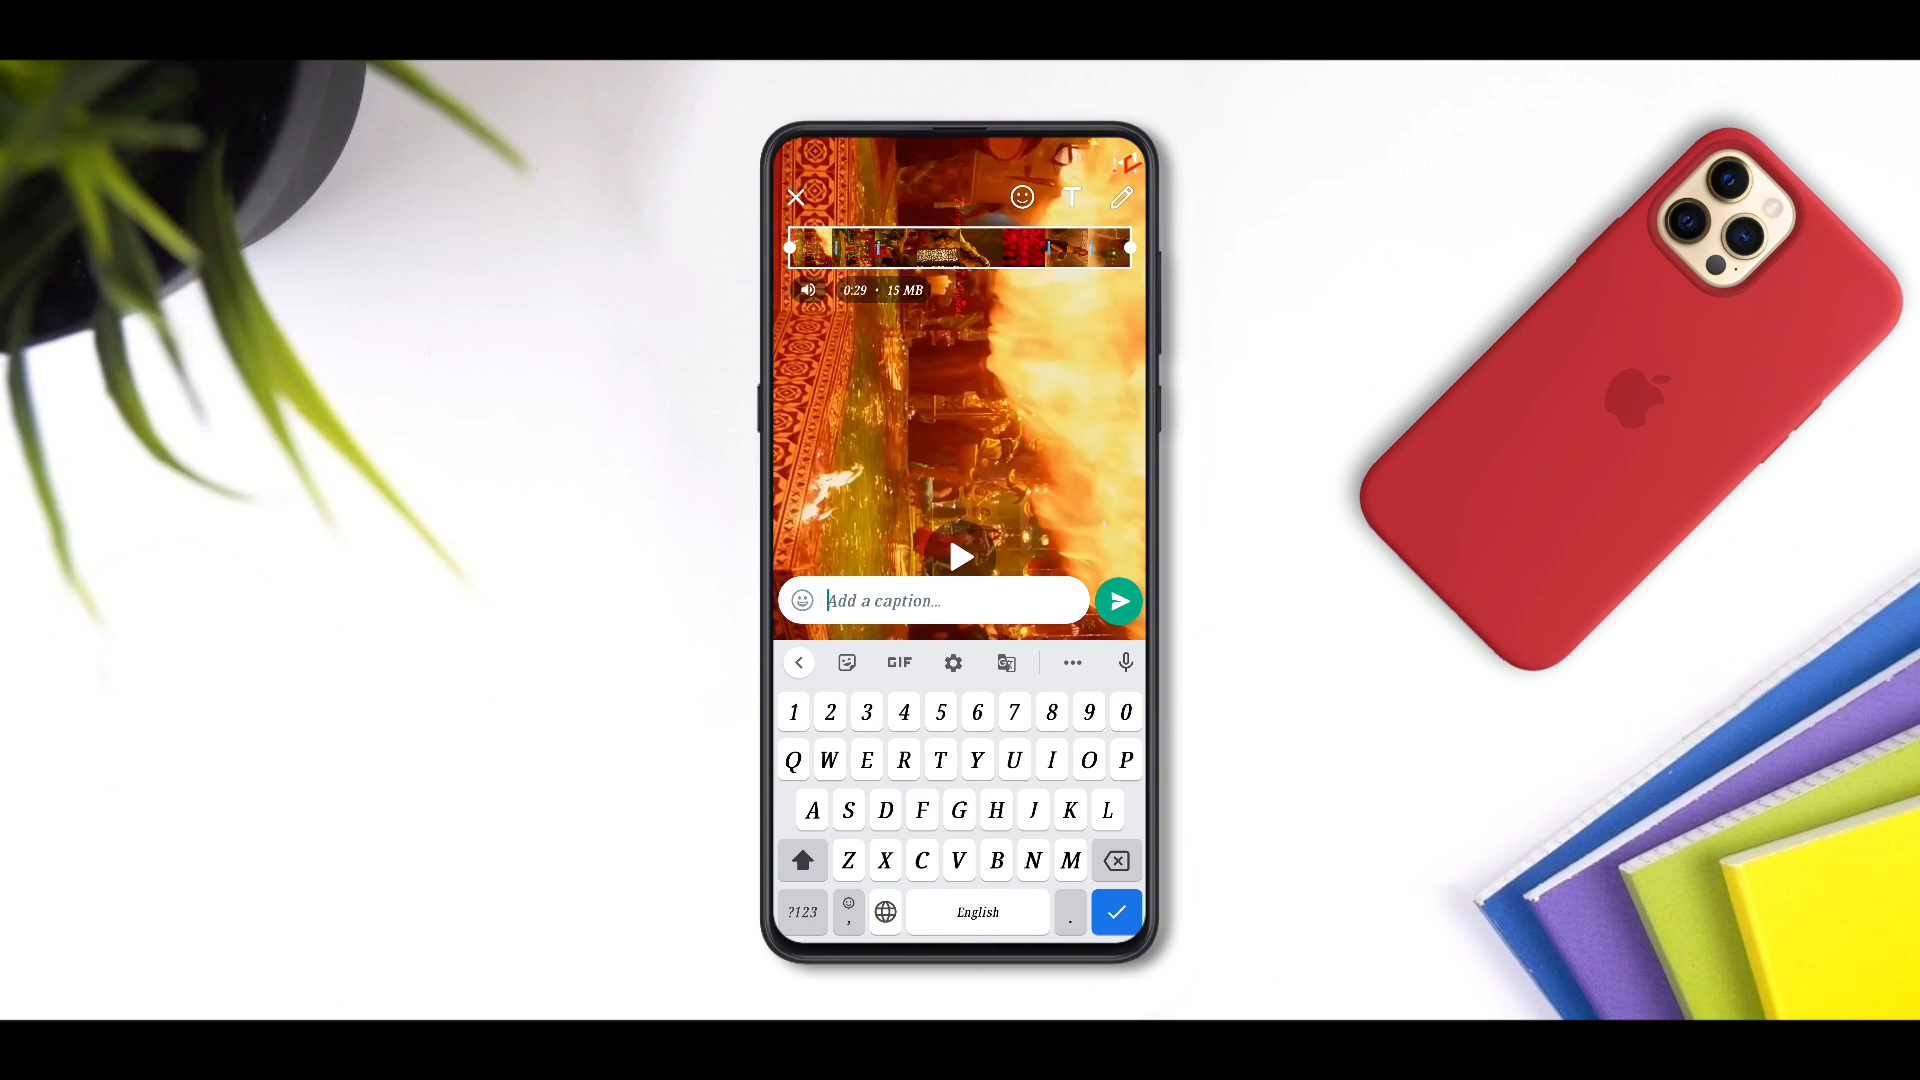 T
0:29 · 15 MB
Add a caption...
GIF
1 2 3 4 5 6 7 8 9 0
Q W E R T Y U I O P
A S D F G H J K L
Z X C V B N M
?123 , English .